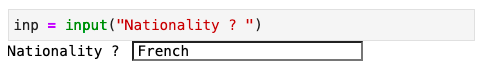 inp = input("Nationality ? ")
Nationality ? French